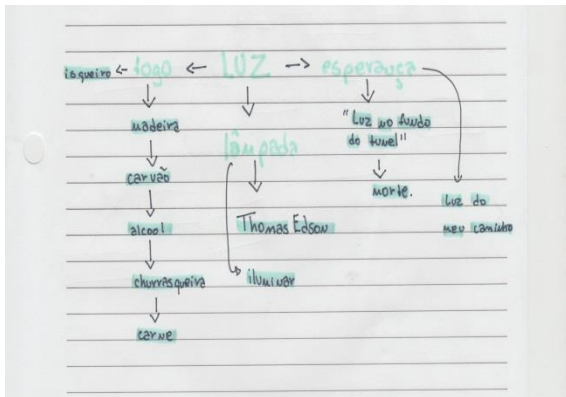 isqueiro ← fogo ← LUZ → esperança
madeira
"Luz no fundo
do tunel"
lâmpada
carvão
morte.
Luz do
meu caminho
alcool
Thomas Edson
churrasqueira
iluminar
carne